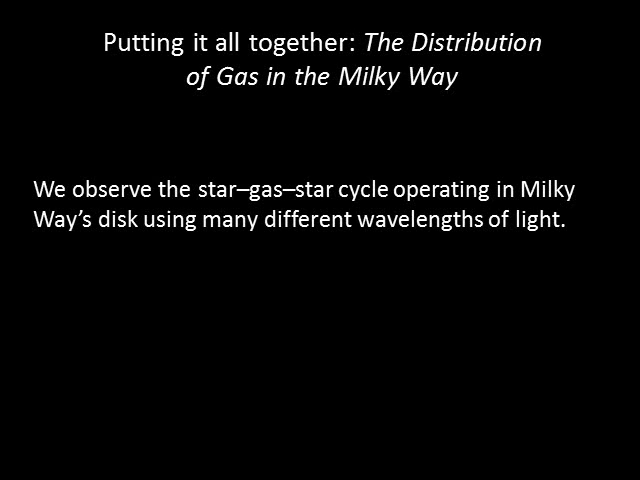 Putting it all together: The Distribution
of Gas in the Milky Way
We observe the star–gas–star cycle operating in Milky
Way’s disk using many different wavelengths of light.